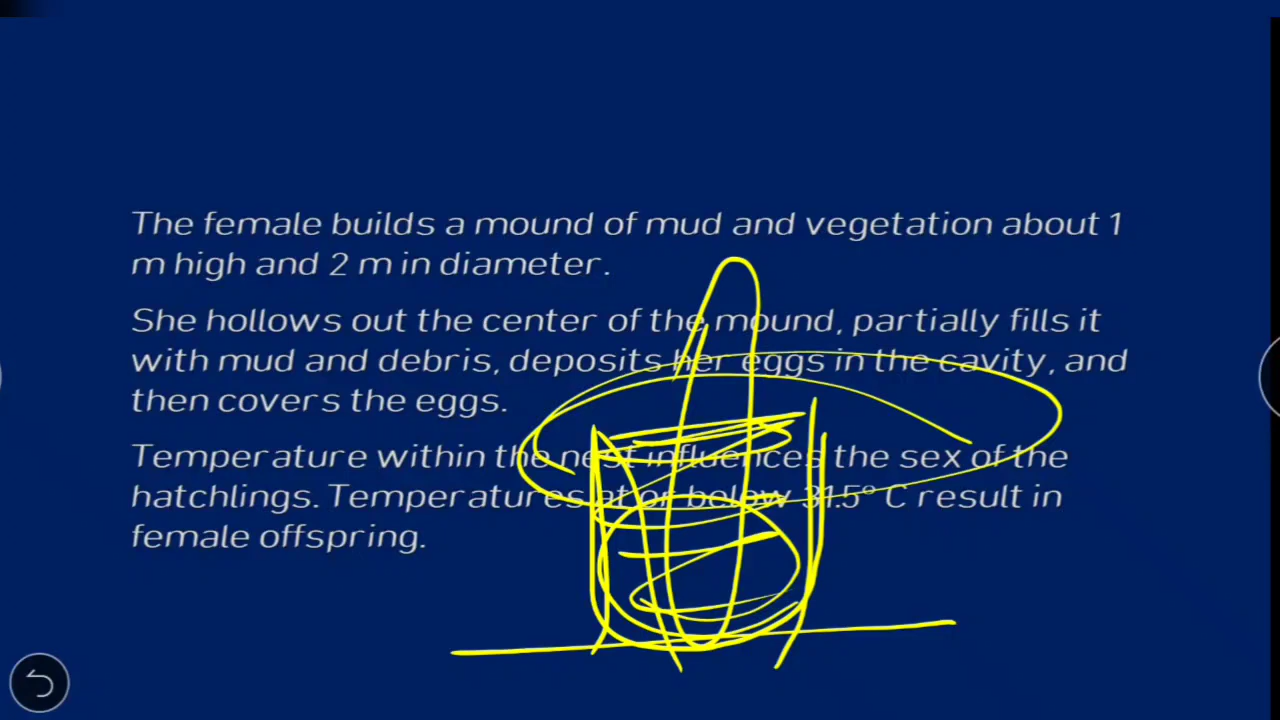 The female builds a mound of mud and vegetation about 1
m high and 2 m in diameter.
She hollows out the center of the mound, partially fills it
with mud and debris, deposits her eggs in the cavity, and
then covers the eggs.
Temperature within the nest influences the sex of the
hatchlings. Temperatures at or below 31.5° C result in
female offspring.